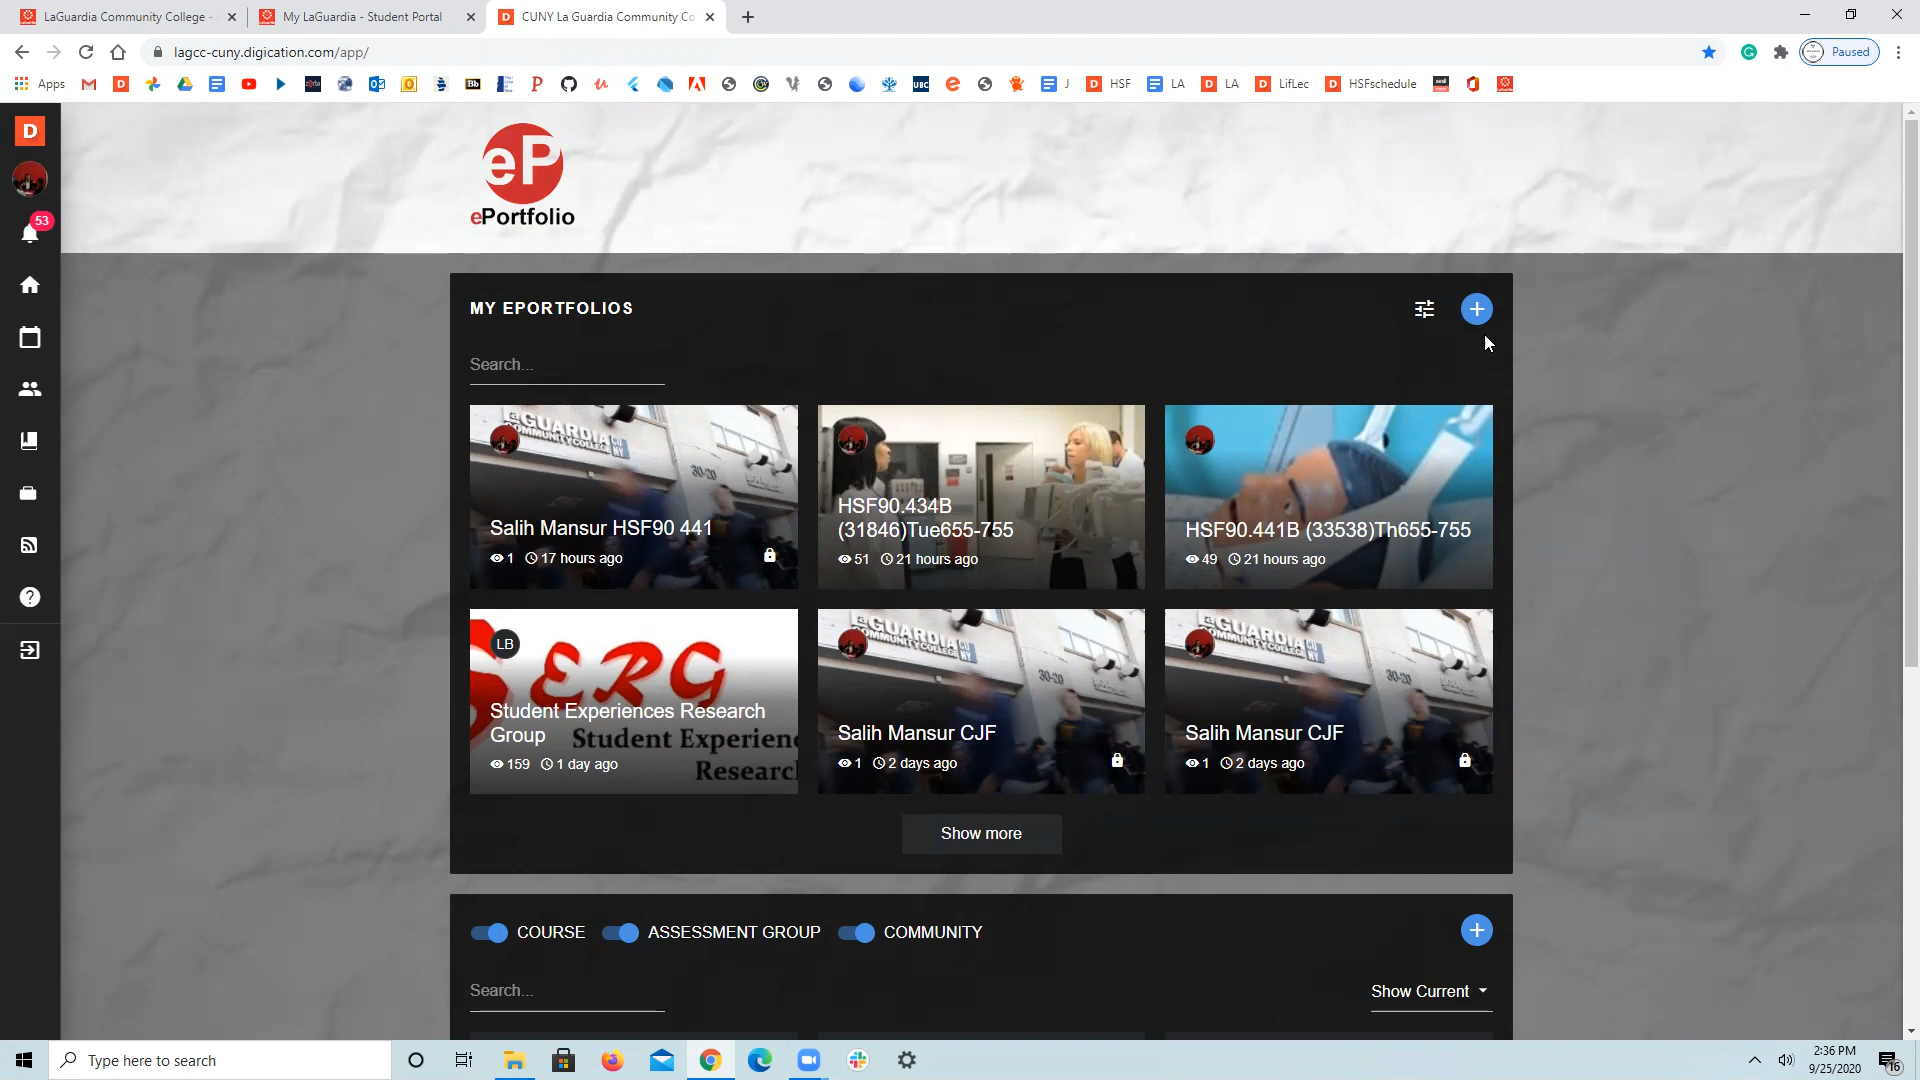 LaGuardia Community College -
My LaGuardia - Student Portal
CUNY La Guardia Community Co
lagcc-cuny.digication.com/app/
Paused
Apps
Bb
UBC
J
HSF
LA
LA
LifLec
HSFschedule
D
53
eP
ePortfolio
MY EPORTFOLIOS
Search...
Salih Mansur HSF90 441
1 17 hours ago
HSF90.434B
(31846)Tue655-755
51 21 hours ago
HSF90.441B (33538)Th655-755
49 21 hours ago
LB
SERG
Student Experiences Research
Group
159 1 day ago
Salih Mansur CJF
1 2 days ago
Salih Mansur CJF
1 2 days ago
Show more
COURSE ASSESSMENT GROUP COMMUNITY
Search...
Show Current
Type here to search
2:36 PM
9/25/2020
16